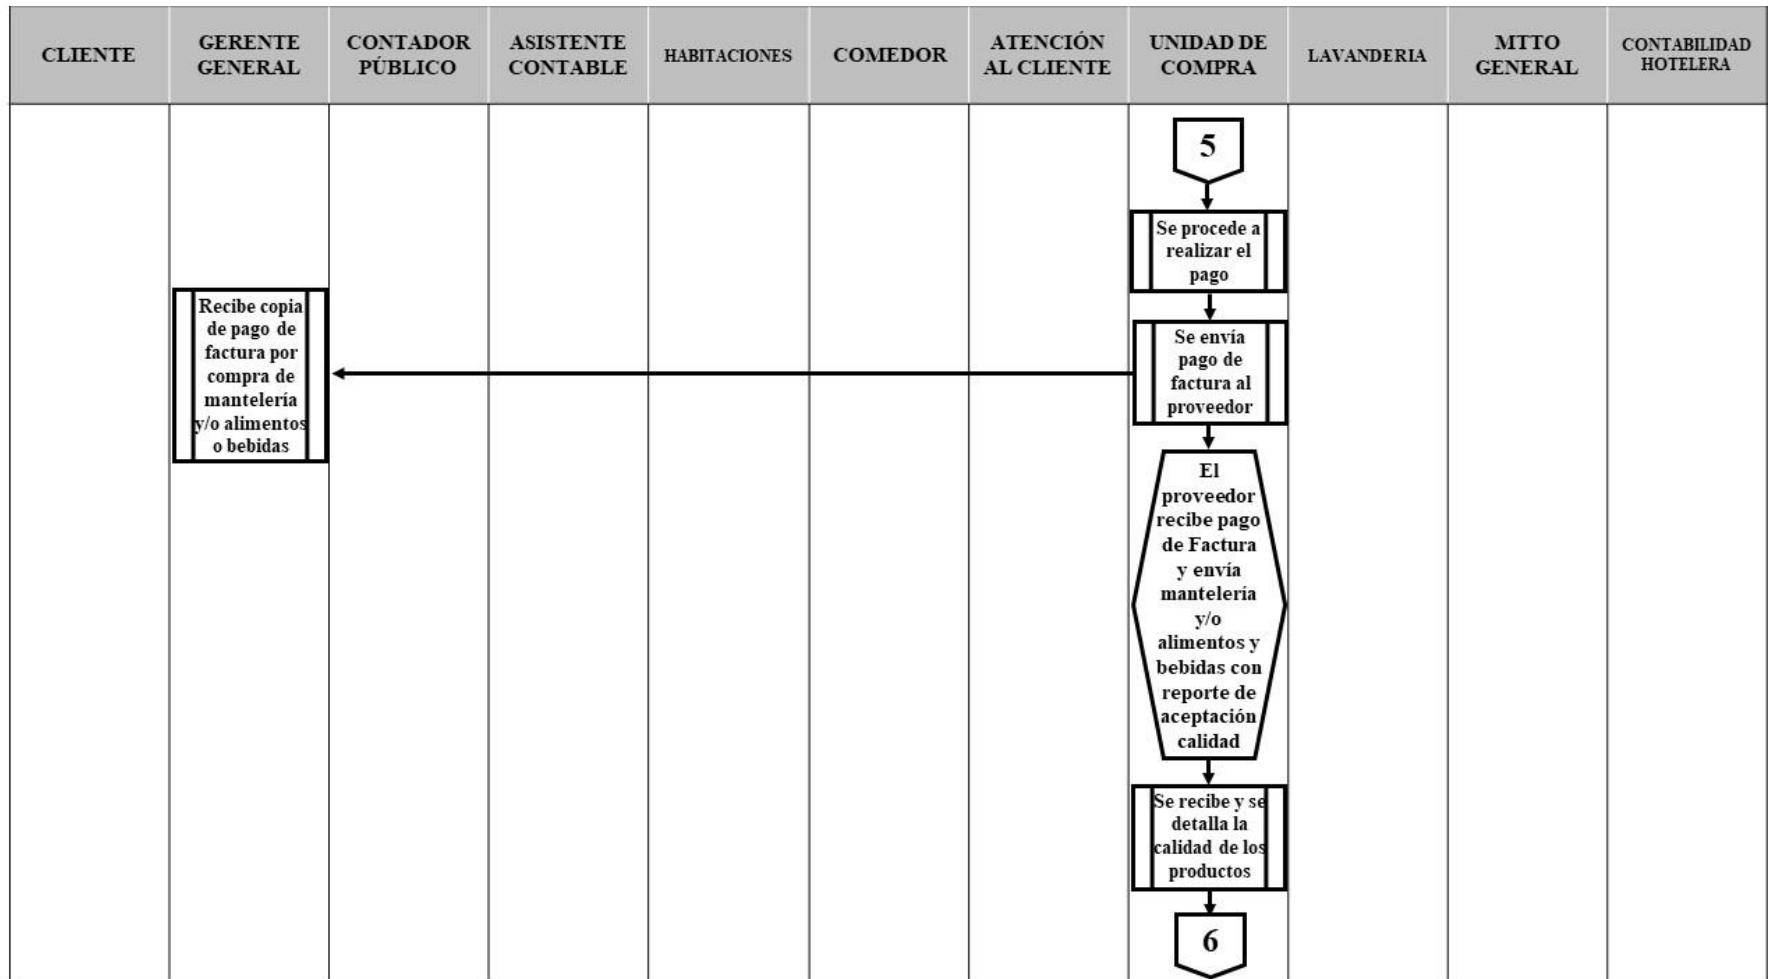 CLIENTE
GERENTE
GENERAL
CONTADOR
PÚBLICO
ASISTENTE
CONTABLE
HABITACIONES
COMEDOR
ATENCIÓN
AL CLIENTE
UNIDAD DE
COMPRA
LAVANDERIA
MTTO
GENERAL
CONTABILIDAD
HOTELERA
5
Se procede a
realizar el
pago
Se envía
pago de
factura al
proveedor
Recibe copia
de pago de
factura por
compra de
mantelería
y/o alimentos
o bebidas
El
proveedor
recibe pago
de Factura
y envía
mantelería
y/o
alimentos y
bebidas con
reporte de
aceptación
calidad
Se recibe y se
detalla la
calidad de los
productos
6